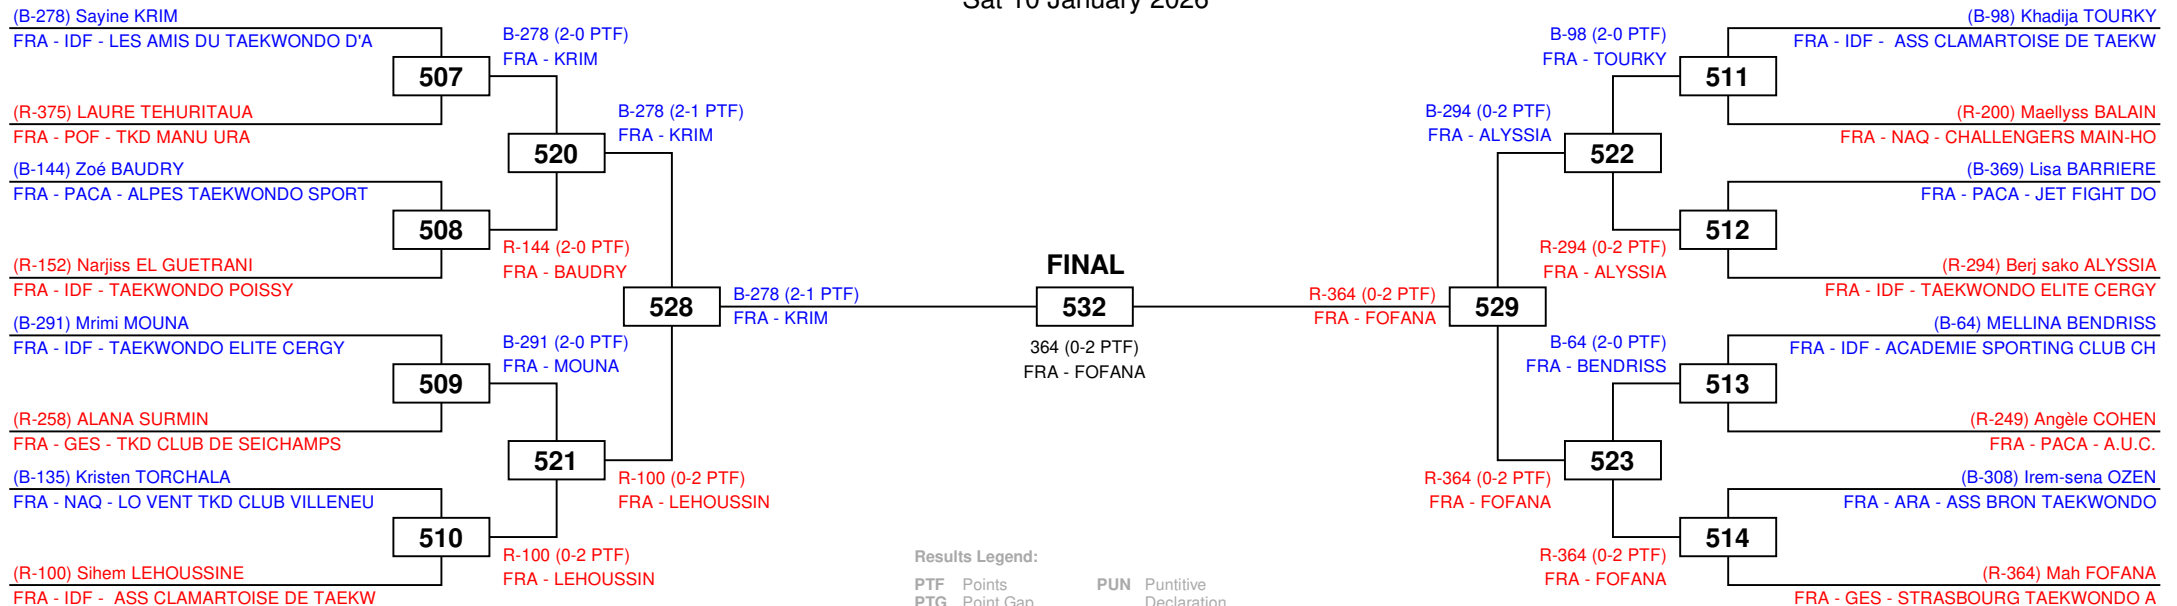 Sat 10 January 2026
(B-278) Sayine KRIM
FRA - IDF - LES AMIS DU TAEKWONDO D'A
507
(R-375) LAURE TEHURITAUA
FRA - POF - TKD MANU URA
(B-144) Zoé BAUDRY
FRA - PACA - ALPES TAEKWONDO SPORT
508
(R-152) Narjiss EL GUETRANI
FRA - IDF - TAEKWONDO POISSY
(B-291) Mrimi MOUNA
FRA - IDF - TAEKWONDO ELITE CERGY
509
(R-258) ALANA SURMIN
FRA - GES - TKD CLUB DE SEICHAMPS
(B-135) Kristen TORCHALA
FRA - NAQ - LO VENT TKD CLUB VILLENEU
510
(R-100) Sihem LEHOUSSINE
FRA - IDF - ASS CLAMARTOISE DE TAEKW
B-278 (2-0 PTF)
FRA - KRIM
520
R-144 (2-0 PTF)
FRA - BAUDRY
B-291 (2-0 PTF)
FRA - MOUNA
521
R-100 (0-2 PTF)
FRA - LEHOUSSIN
B-278 (2-1 PTF)
FRA - KRIM
528
R-100 (0-2 PTF)
FRA - LEHOUSSIN
B-278 (2-1 PTF)
FRA - KRIM
FINAL
532
364 (0-2 PTF)
FRA - FOFANA
R-364 (0-2 PTF)
FRA - FOFANA
529
B-294 (0-2 PTF)
FRA - ALYSSIA
522
R-364 (0-2 PTF)
FRA - FOFANA
523
B-98 (2-0 PTF)
FRA - TOURKY
R-294 (0-2 PTF)
FRA - ALYSSIA
B-64 (2-0 PTF)
FRA - BENDRISS
R-364 (0-2 PTF)
FRA - FOFANA
(B-98) Khadija TOURKY
FRA - IDF - ASS CLAMARTOISE DE TAEKW
511
(R-200) Maellyss BALAIN
FRA - NAQ - CHALLENGERS MAIN-HO
(B-369) Lisa BARRIERE
FRA - PACA - JET FIGHT DO
512
(R-294) Berj sako ALYSSIA
FRA - IDF - TAEKWONDO ELITE CERGY
(B-64) MELLINA BENDRISS
FRA - IDF - ACADEMIE SPORTING CLUB CH
513
(R-249) Angèle COHEN
FRA - PACA - A.U.C.
(B-308) Irem-sena OZEN
FRA - ARA - ASS BRON TAEKWONDO
514
(R-364) Mah FOFANA
FRA - GES - STRASBOURG TAEKWONDO A
Results Legend:
PTF Points PUN Puntitive
PTG Point Gap Declaration